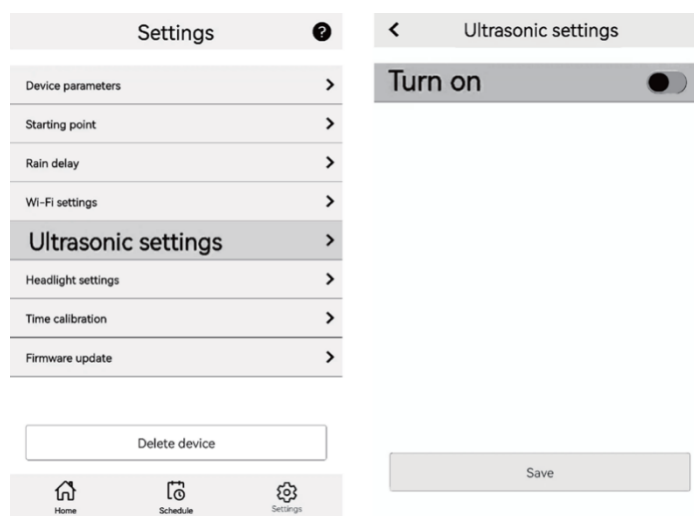 Settings
?
Device parameters
Starting point
Rain delay
Wi-Fi settings
Ultrasonic settings
Headlight settings
Time calibration
Firmware update
Delete device
Home
Schedule
Settings
Ultrasonic settings
Turn on
Save